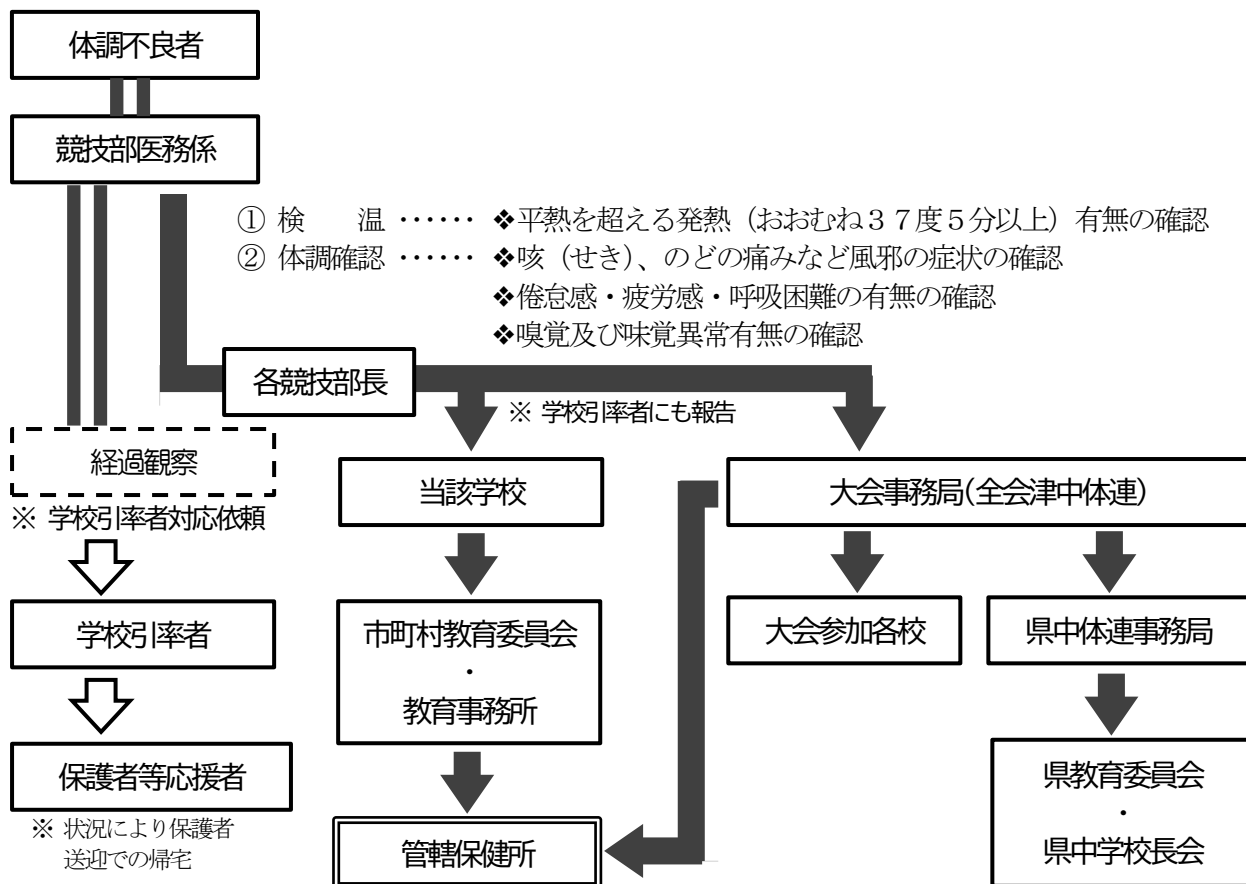 体調不良者
競技部医務係
① 検　　温 ‥‥‥ ❖平熱を超える発熱（おおむね３７度５分以上）有無の確認
② 体調確認 ‥‥‥ ❖咳（せき）、のどの痛みなど風邪の症状の確認
❖倦怠感・疲労感・呼吸困難の有無の確認
❖嗅覚及び味覚異常有無の確認
各競技部長
※ 学校引率者にも報告
経過観察
※ 学校引率者対応依頼
当該学校
大会事務局(全会津中体連)
学校引率者
市町村教育委員会
・
教育事務所
大会参加各校
県中体連事務局
保護者等応援者
※ 状況により保護者
送迎での帰宅
管轄保健所
県教育委員会
・
県中学校長会